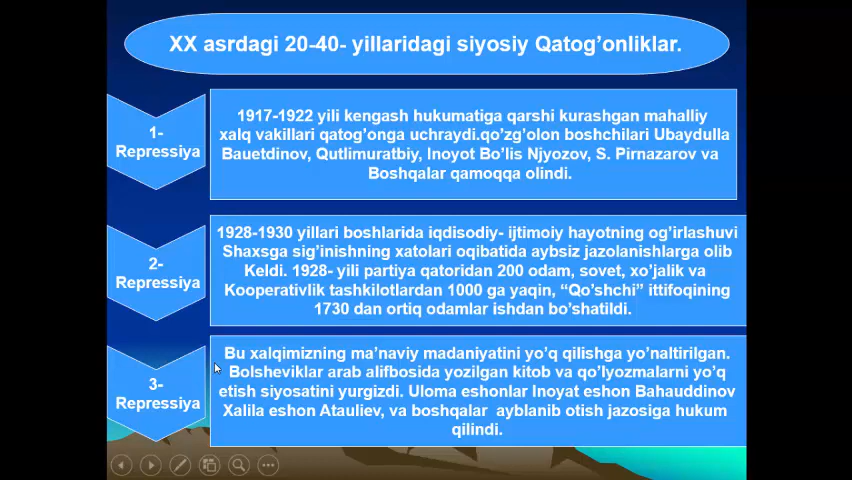 XX asrdagi 20-40- yillaridagi siyosiy Qatog’onliklar.
1-
Repressiya
1917-1922 yili kengash hukumatiga qarshi kurashgan mahalliy
xalq vakillari qatog’onga uchraydi.qo’zg’olon boshchilari Ubaydulla
Bauetdinov, Qutlimuratbiy, Inoyot Bo’lis Njyozov, S. Pirnazarov va
Boshqalar qamoqqa olindi.
2-
Repressiya
1928-1930 yillari boshlarida iqdisodiy- ijtimoiy hayotning og’irlashuvi
Shaxsga sig’inishning xatolari oqibatida aybsiz jazolanishlarga olib
Keldi. 1928- yili partiya qatoridan 200 odam, sovet, xo’jalik va
Kooperativlik tashkilotlardan 1000 ga yaqin, “Qo’shchi” ittifoqining
1730 dan ortiq odamlar ishdan bo’shatildi.
3-
Repressiya
Bu xalqimizning ma’naviy madaniyatini yo’q qilishga yo’naltirilgan.
Bolsheviklar arab alifbosida yozilgan kitob va qo’lyozmalarni yo’q
etish siyosatini yurgizdi. Uloma eshonlar Inoyat eshon Bahauddinov
Xalila eshon Atauliev, va boshqalar ayblanib otish jazosiga hukum
qilindi.